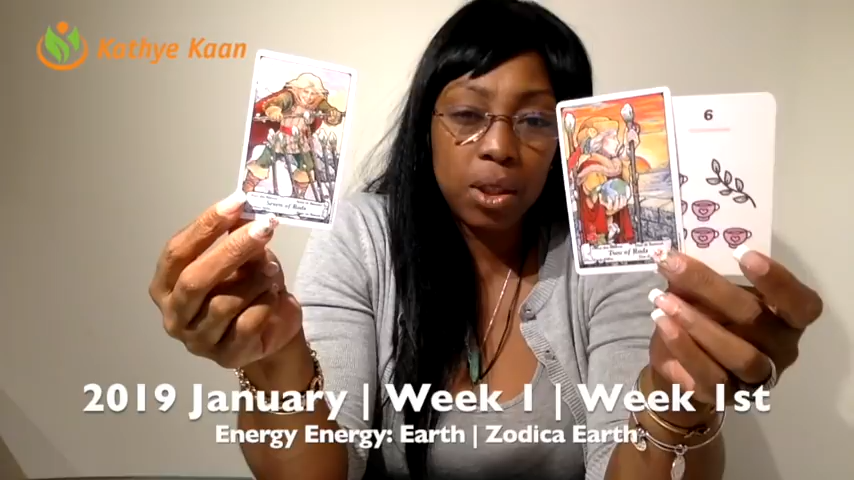 Kathye Kaan
6
Seven of Rods
Two of Rods
2019 January | Week 1 | Week 1st
Energy Energy: Earth | Zodica Earth